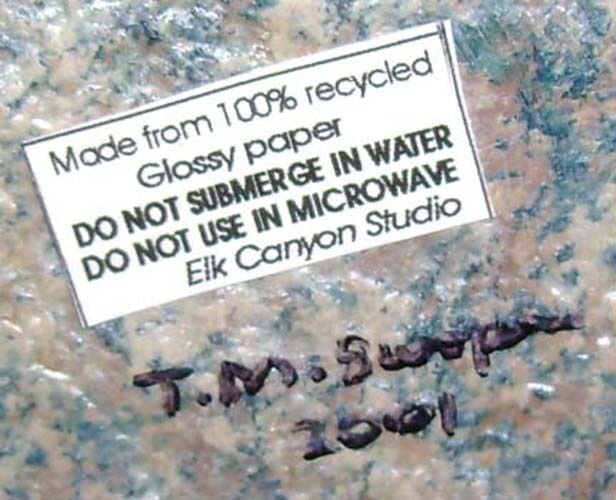 Made from 100% recycled
Glossy paper
DO NOT SUBMERGE IN WATER
DO NOT USE IN MICROWAVE
Elk Canyon Studio
T.M.
2001